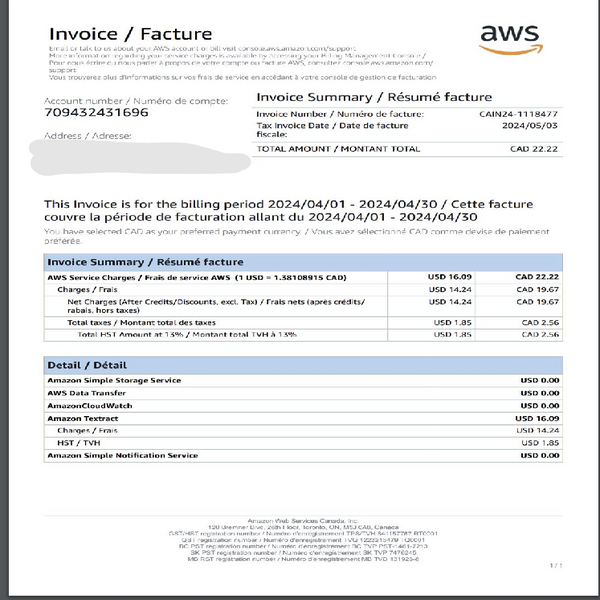 Invoice / Facture
aws
Email or talk to us about your AWS account or bill visit console.aws.amazon.com/support
More information regarding your service charges is available by accessing your Billing Management Console /
Pour nous écrire ou nous parler à propos de votre compte ou facture AWS, consultez console.aws.amazon.com/
support
Vous trouverez plus d'informations sur vos frais de service en accédant à votre console de gestion de facturation
Account number / Numéro de compte:
709432431696
Address / Adresse:
Invoice Summary / Résumé facture
Invoice Number / Numéro de facture: CAIN24-1118477
Tax Invoice Date / Date de facture 2024/05/03
fiscale:
TOTAL AMOUNT / MONTANT TOTAL CAD 22.22
This Invoice is for the billing period 2024/04/01 - 2024/04/30 / Cette facture
couvre la période de facturation allant du 2024/04/01 - 2024/04/30
You have selected CAD as your preferred payment currency. / Vous avez sélectionné CAD comme devise de paiement
préférée.
Invoice Summary / Résumé facture
AWS Service Charges / Frais de service AWS (1 USD = 1.38108915 CAD) USD 16.09 CAD 22.22
Charges / Frais USD 14.24 CAD 19.67
Net Charges (After Credits/Discounts, excl. Tax) / Frais nets (après crédits/ USD 14.24 CAD 19.67
rabais, hors taxes)
Total taxes / Montant total des taxes USD 1.85 CAD 2.56
Total HST Amount at 13% / Montant total TVH à 13% USD 1.85 CAD 2.56
Detail / Détail
Amazon Simple Storage Service USD 0.00
AWS Data Transfer USD 0.00
AmazonCloudWatch USD 0.00
Amazon Textract USD 16.09
Charges / Frais USD 14.24
HST / TVH USD 1.85
Amazon Simple Notification Service USD 0.00
Amazon Web Services Canada, Inc.
120 Bremner Blvd, 26th Floor, Toronto, ON, M5J 0A8, Canada
GST/HST registration number / Numéro d'enregistrement TPS/TVH
QST registration number / Numéro d'enregistrement TVQ
BC PST registration number / Numéro d'enregistrement BC TVP
SK PST registration number / Numéro d'enregistrement SK TVP
MB RST registration number / Numéro d'enregistrement MB TVD
1 / 1